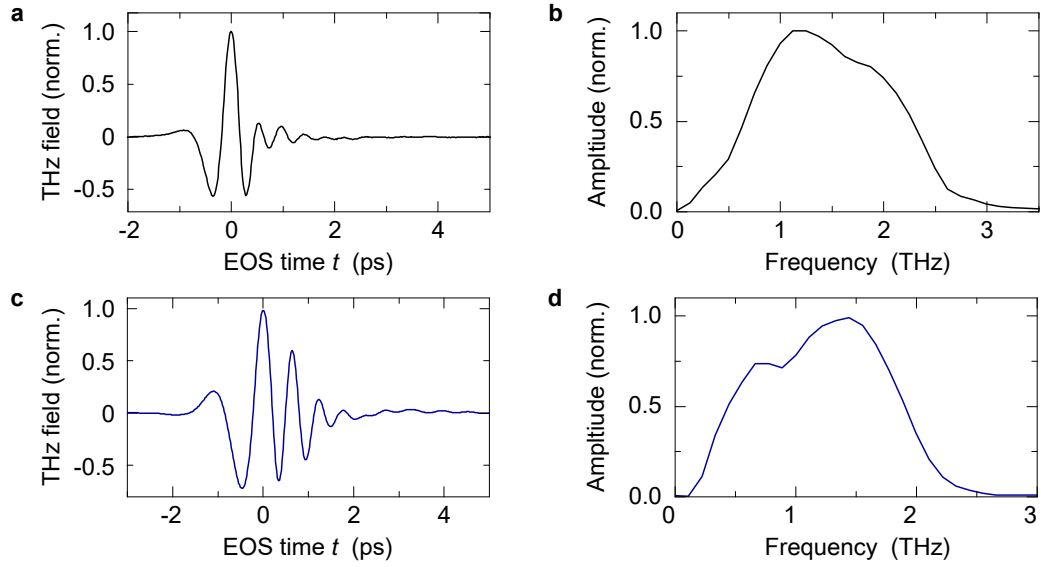 a
THz field (norm.)
1.0
0.5
0
-0.5
-2
0
2
4
EOS time t (ps)
b
Ampltiude (norm.)
1.0
0.5
0.0
0
1
2
3
Frequency (THz)
c
THz field (norm.)
1.0
0.5
0
-0.5
-2
0
2
4
EOS time t (ps)
d
Ampltiude (norm.)
1.0
0.5
0.0
0
1
2
3
Frequency (THz)